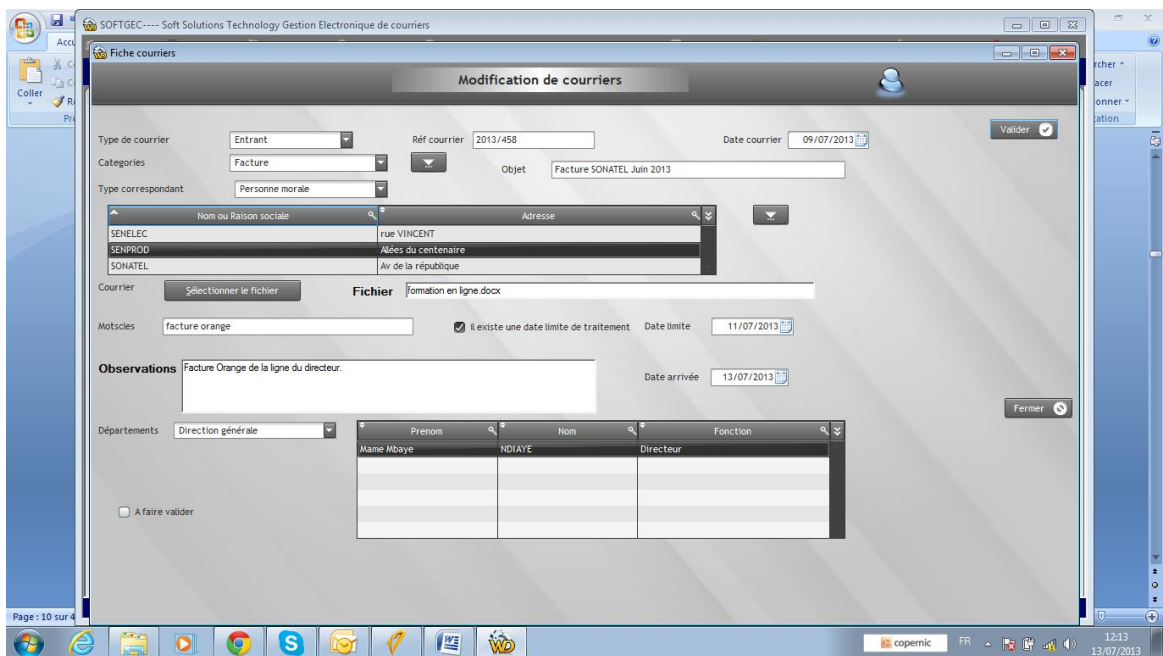 SOFTGEC---- Soft Solutions Technology Gestion Electronique de courriers
Fiche courriers
Coller
Modification de courriers
Valider
Type de courrier Entrant Réf courrier 2013/458 Date courrier 09/07/2013
Categories Facture Objet Facture SONATEL Juin 2013
Type correspondant Personne morale
Nom ou Raison sociale Adresse
SENELEC rue VINCENT
SENPROD Allées du centenaire
SONATEL Av de la république
Courrier Sélectionner le fichier Fichier formation en ligne.docx
Motscles facture orange il existe une date limite de traitement Date limite 11/07/2013
Observations Facture Orange de la ligne du directeur.
Date arrivée 13/07/2013
Fermer
Départements Direction générale Prenom Nom Fonction
Mame Mbaye NDIAYE Directeur
A faire valider
Page : 10 sur 4
copernic FR 12:13
13/07/2013